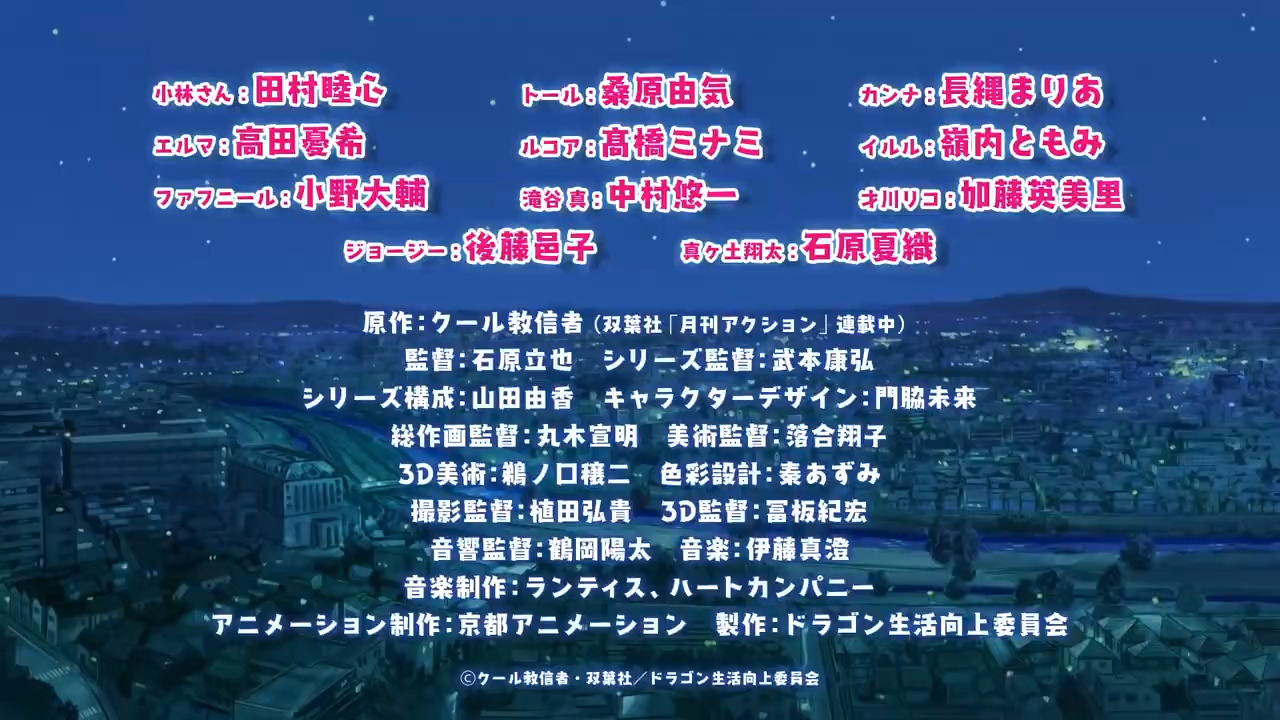 小林さん：田村睦心　トール：桑原由気　カンナ：長縄まりあ
エルマ：高田憂希　ルコア：髙橋ミナミ　イルル：嶺内ともみ
ファフニール：小野大輔　滝谷 真：中村悠一　才川リコ：加藤英美里
ジョージー：後藤邑子　真ヶ土翔太：石原夏織
原作：クール教信者（双葉社「月刊アクション」連載中）
監督：石原立也　シリーズ監督：武本康弘
シリーズ構成：山田由香　キャラクターデザイン：門脇未来
総作画監督：丸木宣明　美術監督：落合翔子
3D美術：鵜ノ口穣二　色彩設計：秦あずみ
撮影監督：植田弘貴　3D監督：冨板紀宏
音響監督：鶴岡陽太　音楽：伊藤真澄
音楽制作：ランティス、ハートカンパニー
アニメーション制作：京都アニメーション　製作：ドラゴン生活向上委員会
©クール教信者・双葉社／ドラゴン生活向上委員会